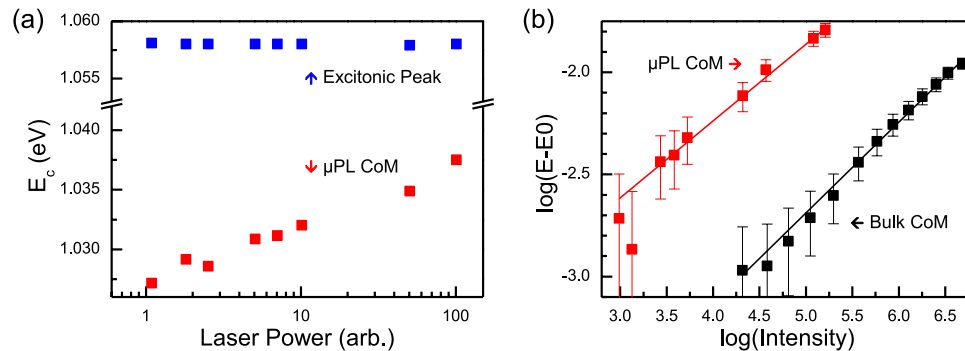 (a)
1.060
1.055
1.040
1.035
1.030
E_c (eV)
↑ Excitonic Peak
↓ µPL CoM
1
10
100
Laser Power (arb.)
(b)
-2.0
-2.5
-3.0
log(E-E0)
µPL CoM →
← Bulk CoM
3.0 3.5 4.0 4.5 5.0 5.5 6.0 6.5
log(Intensity)